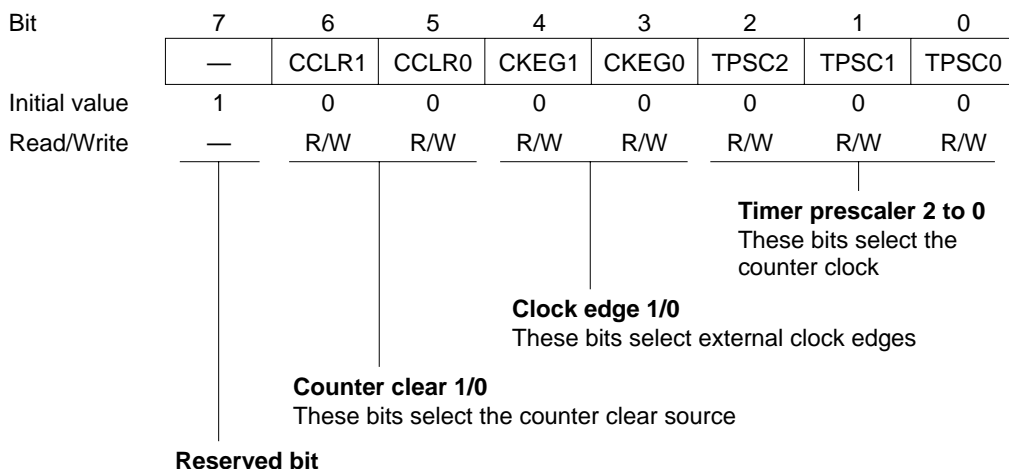 Bit 7 6 5 4 3 2 1 0
— CCLR1 CCLR0 CKEG1 CKEG0 TPSC2 TPSC1 TPSC0
Initial value 1 0 0 0 0 0 0 0
Read/Write — R/W R/W R/W R/W R/W R/W R/W
Timer prescaler 2 to 0
These bits select the
counter clock
Clock edge 1/0
These bits select external clock edges
Counter clear 1/0
These bits select the counter clear source
Reserved bit